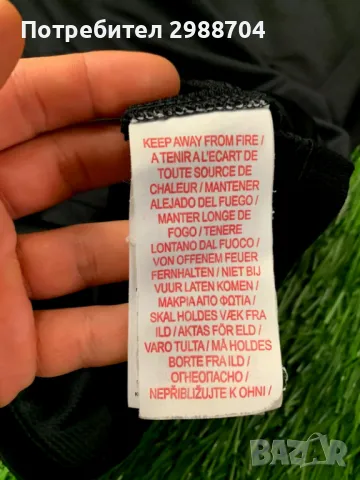 Потребител 2988704
KEEP AWAY FROM FIRE /
A TENIR A L'ECART DE
TOUTE SOURCE DE
CHALEUR / MANTENER
ALEJADO DEL FUEGO /
MANTER LONGE DE
FOGO / TENERE
LONTANO DAL FUOCO /
VON OFFENEM FEUER
FERNHALTEN / NIET BIJ
VUUR LATEN KOMEN /
ΜΑΚΡΙΑ ΑΠΟ ΦΩΤΙΑ /
SKAL HOLDES VÆK FRA
ILD / AKTAS FÖR ELD /
VARO TULTA / MÅ HOLDES
BORTE FRA ILD /
ОГНЕОПАСНО /
NEPŘIBLIŽUJTE K OHNI /
BAZAR
bg